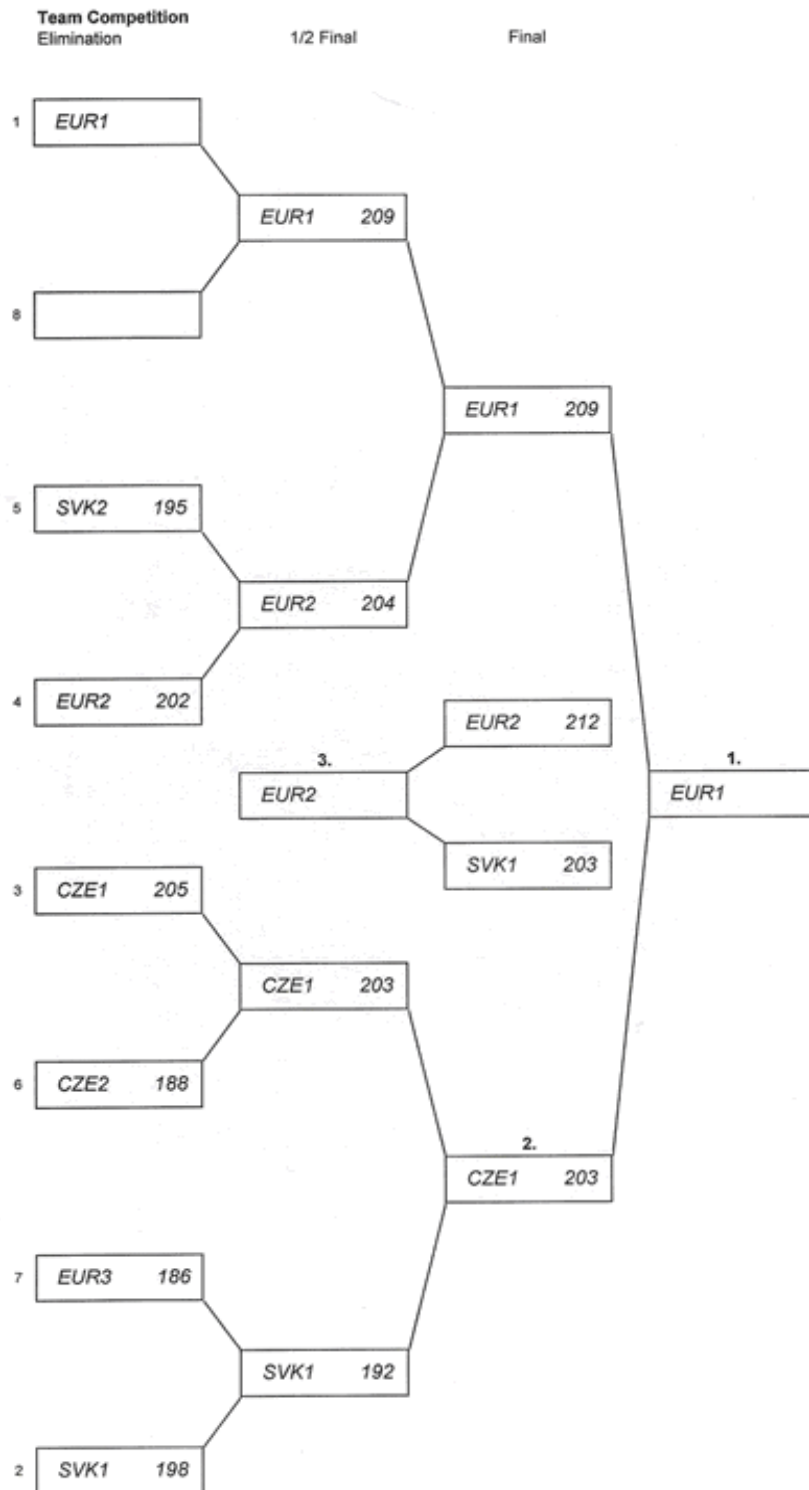 Team Competition
Elimination 1/2 Final Final
1 EUR1
EUR1 209
8
EUR1 209
5 SVK2 195
EUR2 204
4 EUR2 202
EUR2 212
3. 1.
EUR2 EUR1
SVK1 203
3 CZE1 205
CZE1 203
6 CZE2 188
2.
CZE1 203
7 EUR3 186
SVK1 192
2 SVK1 198